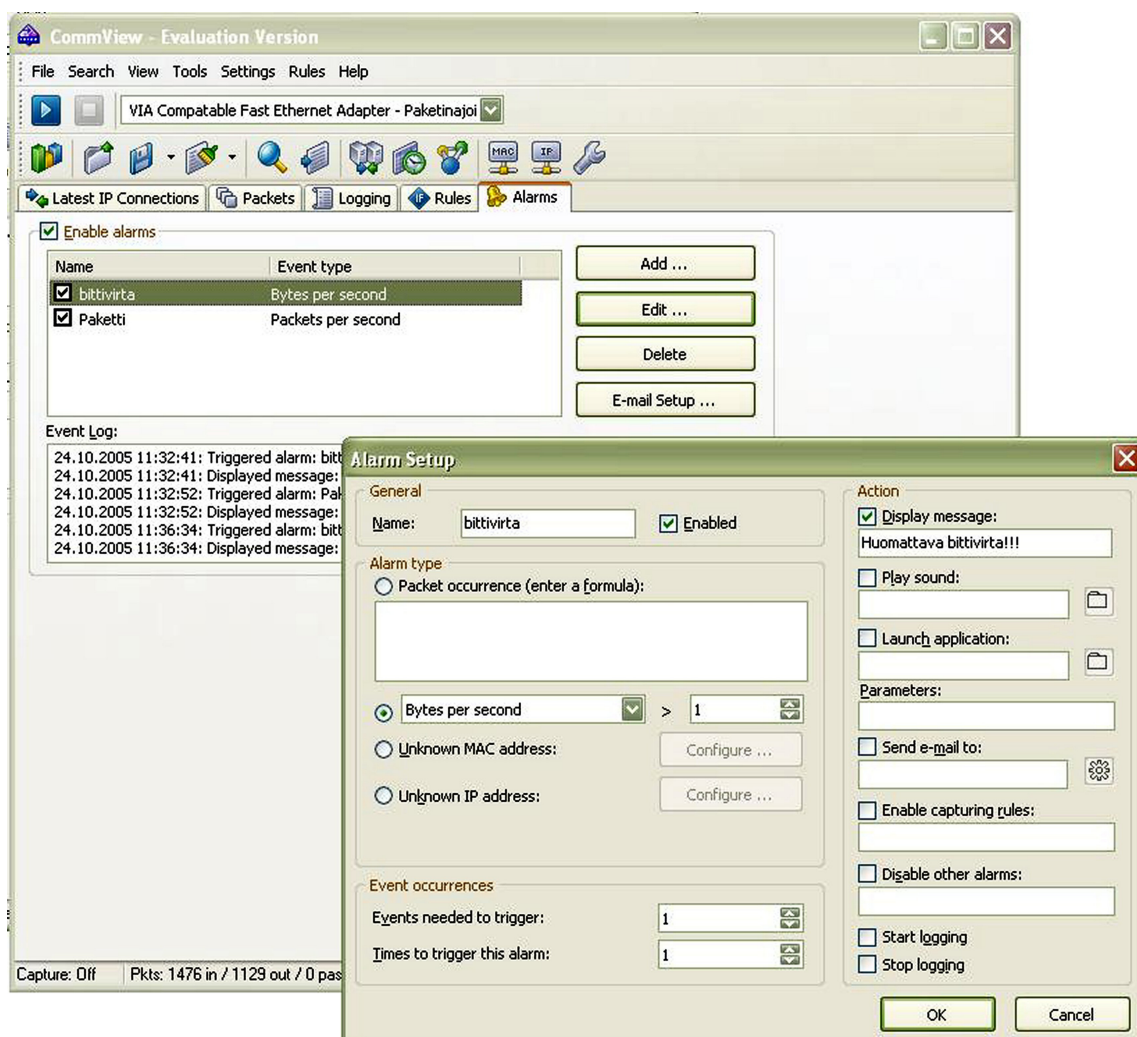 CommView - Evaluation Version
File Search View Tools Settings Rules Help
VIA Compatable Fast Ethernet Adapter - Paketinajoi
MAC IP
Latest IP Connections Packets Logging IF Rules Alarms
Enable alarms
Name Event type
bittivirta Bytes per second
Paketti Packets per second
Add ...
Edit ...
Delete
E-mail Setup ...
Event Log:
24.10.2005 11:32:41: Triggered alarm: bitt
24.10.2005 11:32:41: Displayed message:
24.10.2005 11:32:52: Triggered alarm: Pak
24.10.2005 11:32:52: Displayed message:
24.10.2005 11:36:34: Triggered alarm: bitt
24.10.2005 11:36:34: Displayed message:
Capture: Off Pkts: 1476 in / 1129 out / 0 pas
Alarm Setup
General
Name: bittivirta Enabled
Alarm type
Packet occurrence (enter a formula):
Bytes per second > 1
Unknown MAC address: Configure ...
Unknown IP address: Configure ...
Event occurrences
Events needed to trigger: 1
Times to trigger this alarm: 1
Action
Display message:
Huomattava bittivirta!!!
Play sound:
Launch application:
Parameters:
Send e-mail to:
Enable capturing rules:
Disable other alarms:
Start logging
Stop logging
OK Cancel